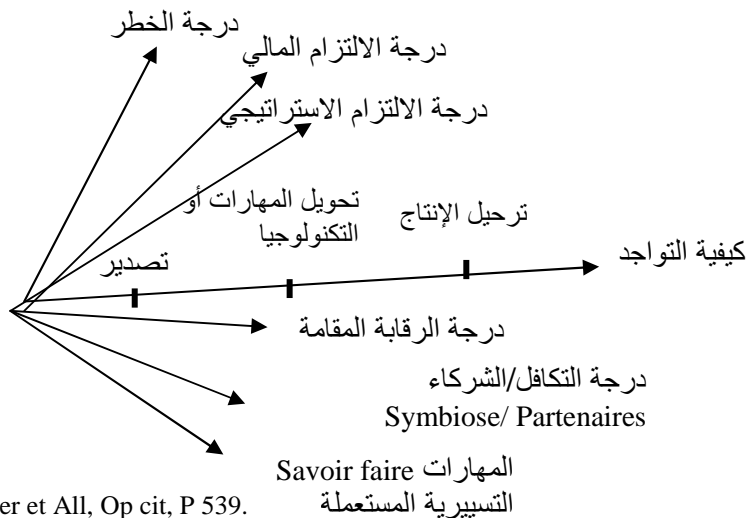 درجة الخطر
درجة الالتزام المالي
درجة الالتزام الاستراتيجي
تحويل المهارات أو
التكنولوجيا
ترحيل الإنتاج
تصدير
كيفية التواجد
درجة الرقابة المقامة
درجة التكافل/الشركاء
Symbiose/ Partenaires
المهارات Savoir faire
التسييرية المستعملة
er et All, Op cit, P 539.